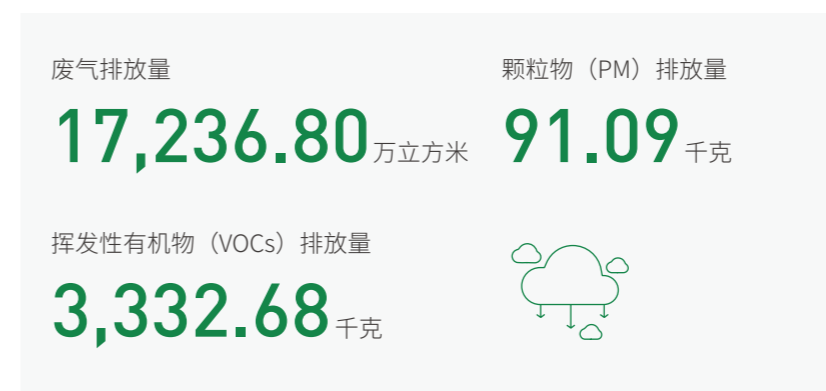 废气排放量
17,236.80万立方米
颗粒物（PM）排放量
91.09千克
挥发性有机物（VOCs）排放量
3,332.68千克